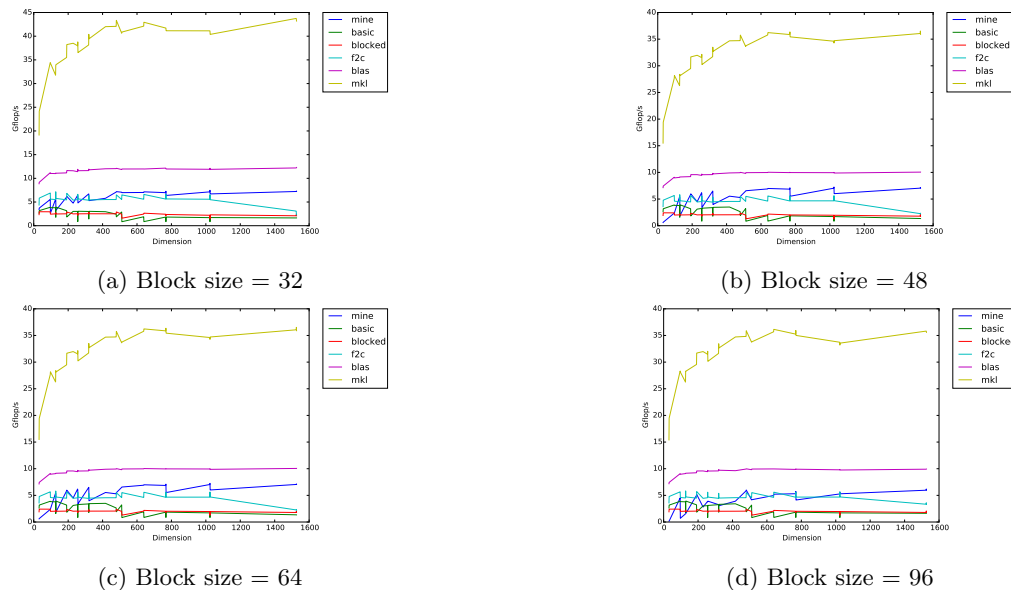 45
40
35
30
25
20
15
10
5
0
Gflop/s
0 200 400 600 800 1000 1200 1400 1600
Dimension
mine
basic
blocked
f2c
blas
mkl
(a) Block size = 32
40
35
30
25
20
15
10
5
0
Gflop/s
0 200 400 600 800 1000 1200 1400 1600
Dimension
mine
basic
blocked
f2c
blas
mkl
(b) Block size = 48
40
35
30
25
20
15
10
5
0
Gflop/s
0 200 400 600 800 1000 1200 1400 1600
Dimension
mine
basic
blocked
f2c
blas
mkl
(c) Block size = 64
40
35
30
25
20
15
10
5
0
Gflop/s
0 200 400 600 800 1000 1200 1400 1600
Dimension
mine
basic
blocked
f2c
blas
mkl
(d) Block size = 96